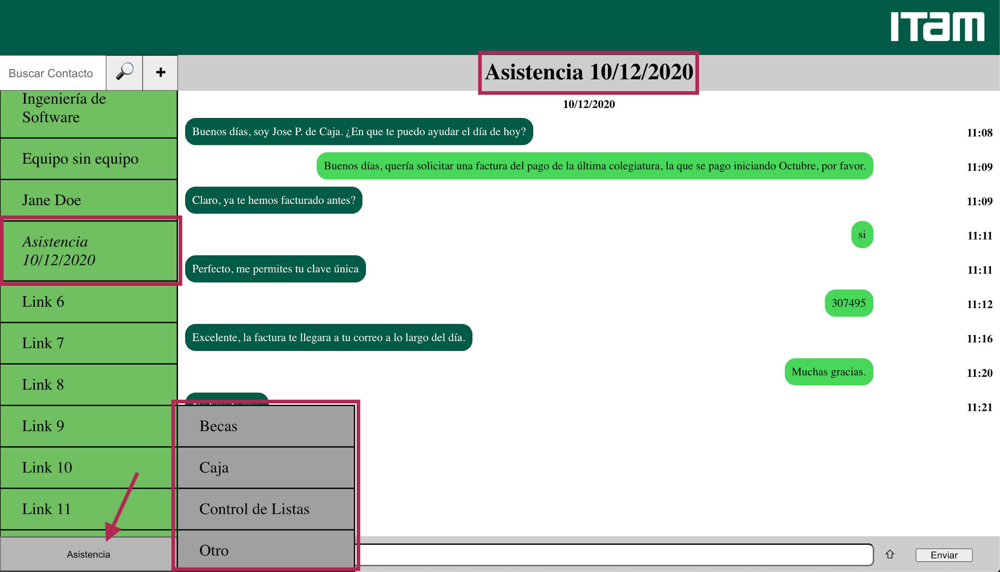 ITAM
Buscar Contacto
+
Asistencia 10/12/2020
Ingeniería de
Software
Equipo sin equipo
Jane Doe
Asistencia
10/12/2020
Link 6
Link 7
Link 8
Link 9
Link 10
Link 11
Asistencia
10/12/2020
Buenos días, soy Jose P. de Caja. ¿En que te puedo ayudar el día de hoy?
11:08
Buenos días, quería solicitar una factura del pago de la última colegiatura, la que se pago iniciando Octubre, por favor.
11:09
Claro, ya te hemos facturado antes?
11:09
si
11:11
Perfecto, me permites tu clave única
11:11
307495
11:12
Excelente, la factura te llegara a tu correo a lo largo del día.
11:16
Muchas gracias.
11:20
11:21
Becas
Caja
Control de Listas
Otro
Enviar